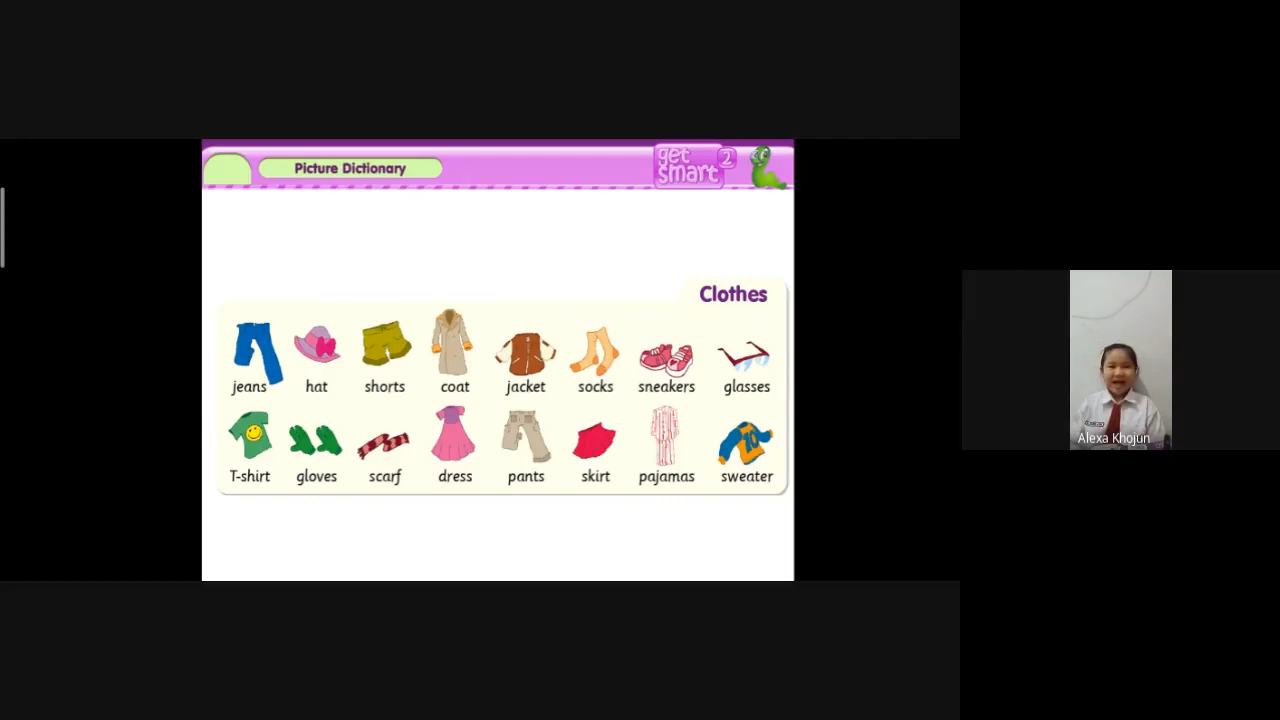 Picture Dictionary
get 2
smart
Clothes
jeans hat shorts coat jacket socks sneakers glasses
T-shirt gloves scarf dress pants skirt pajamas sweater
Alexa Khojun